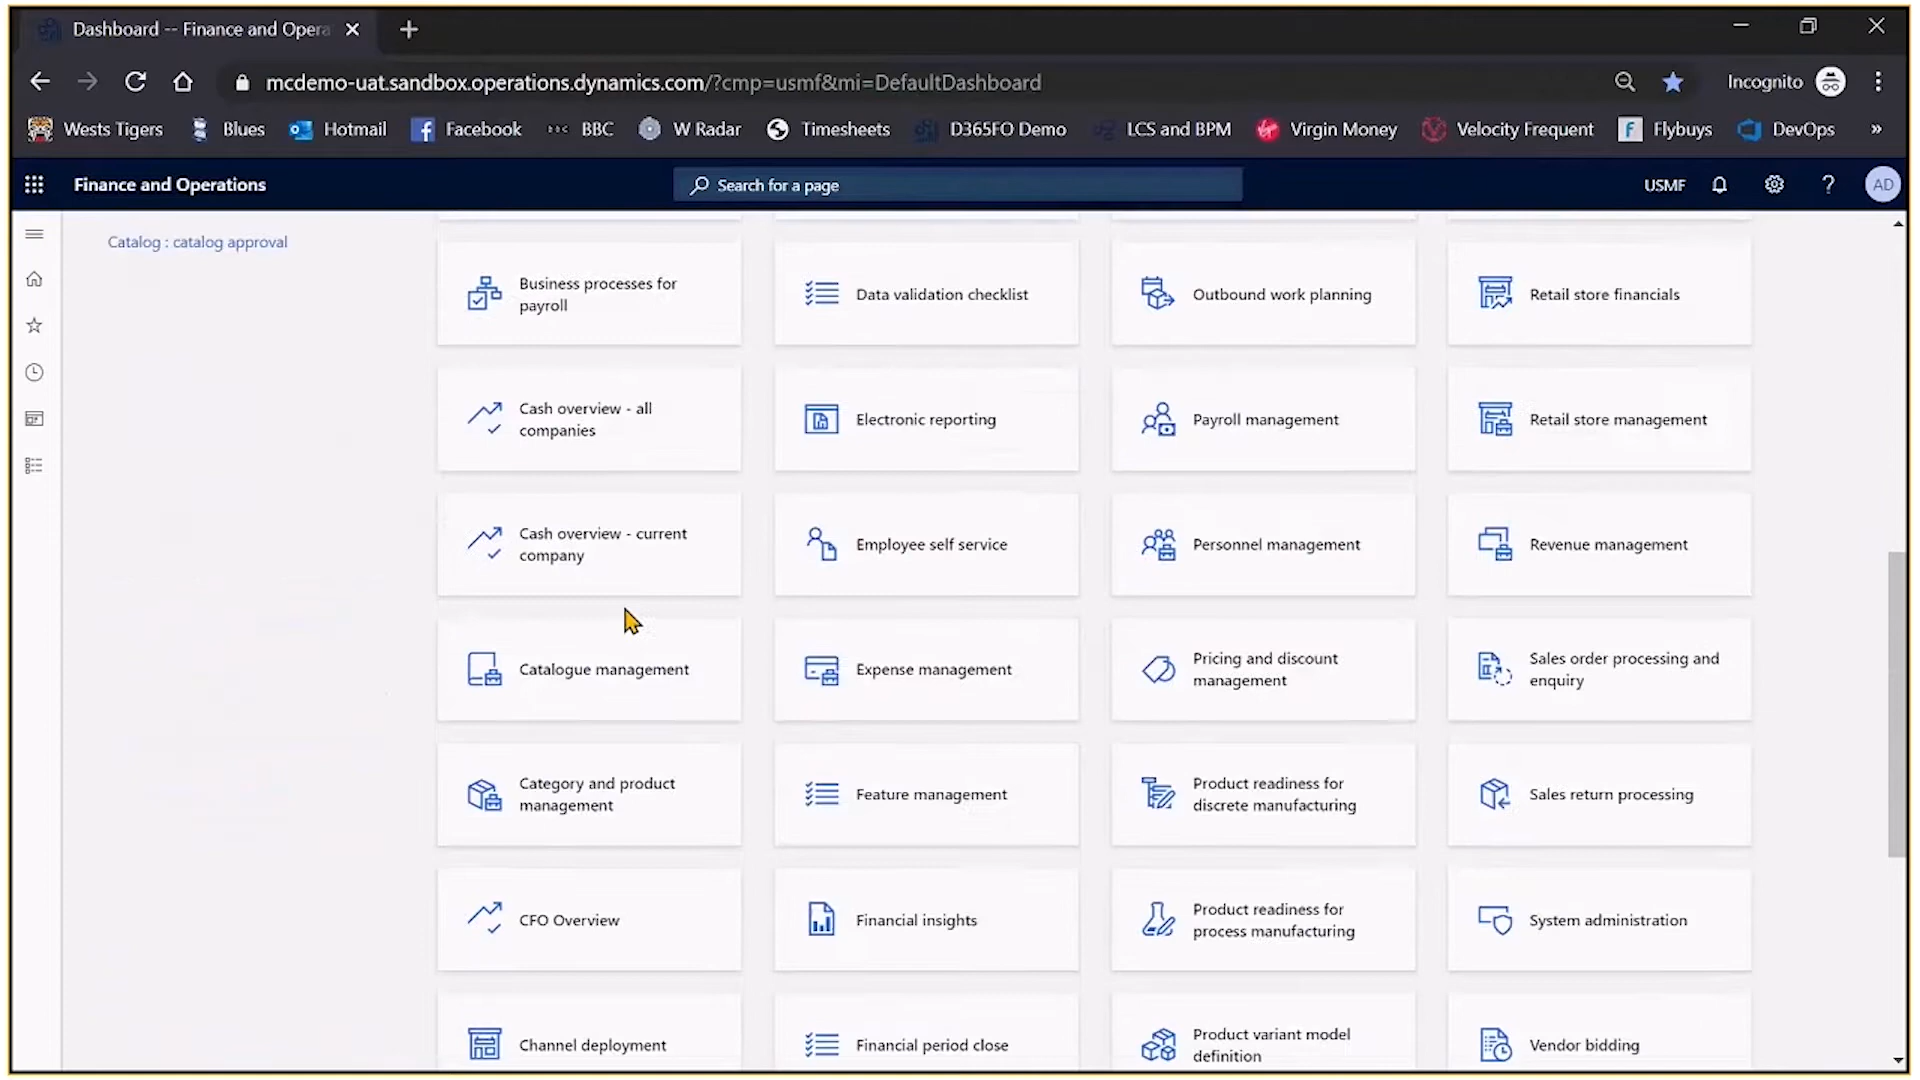 Dashboard -- Finance and Opera
mcdemo-uat.sandbox.operations.dynamics.com/?cmp=usmf&mi=DefaultDashboard
Incognito
Wests Tigers
Blues
Hotmail
Facebook
BBC
W Radar
Timesheets
D365FO Demo
LCS and BPM
Virgin Money
Velocity Frequent
Flybuys
DevOps
»
Finance and Operations
Search for a page
USMF
?
AD
Catalog : catalog approval
Business processes for
payroll
Data validation checklist
Outbound work planning
Retail store financials
Cash overview - all
companies
Electronic reporting
Payroll management
Retail store management
Cash overview - current
company
Employee self service
Personnel management
Revenue management
Catalogue management
Expense management
Pricing and discount
management
Sales order processing and
enquiry
Category and product
management
Feature management
Product readiness for
discrete manufacturing
Sales return processing
CFO Overview
Financial insights
Product readiness for
process manufacturing
System administration
Channel deployment
Financial period close
Product variant model
definition
Vendor bidding